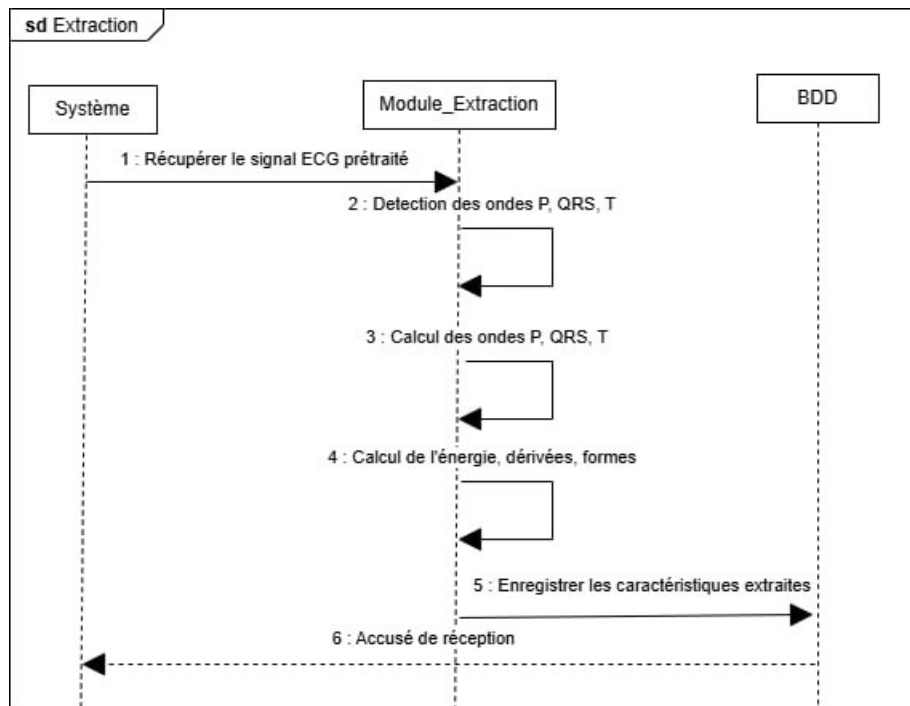 sd Extraction
Système
Module_Extraction
BDD
1 : Récupérer le signal ECG prétraité
2 : Detection des ondes P, QRS, T
3 : Calcul des ondes P, QRS, T
4 : Calcul de l'énergie, dérivées, formes
5 : Enregistrer les caractéristiques extraites
6 : Accusé de réception